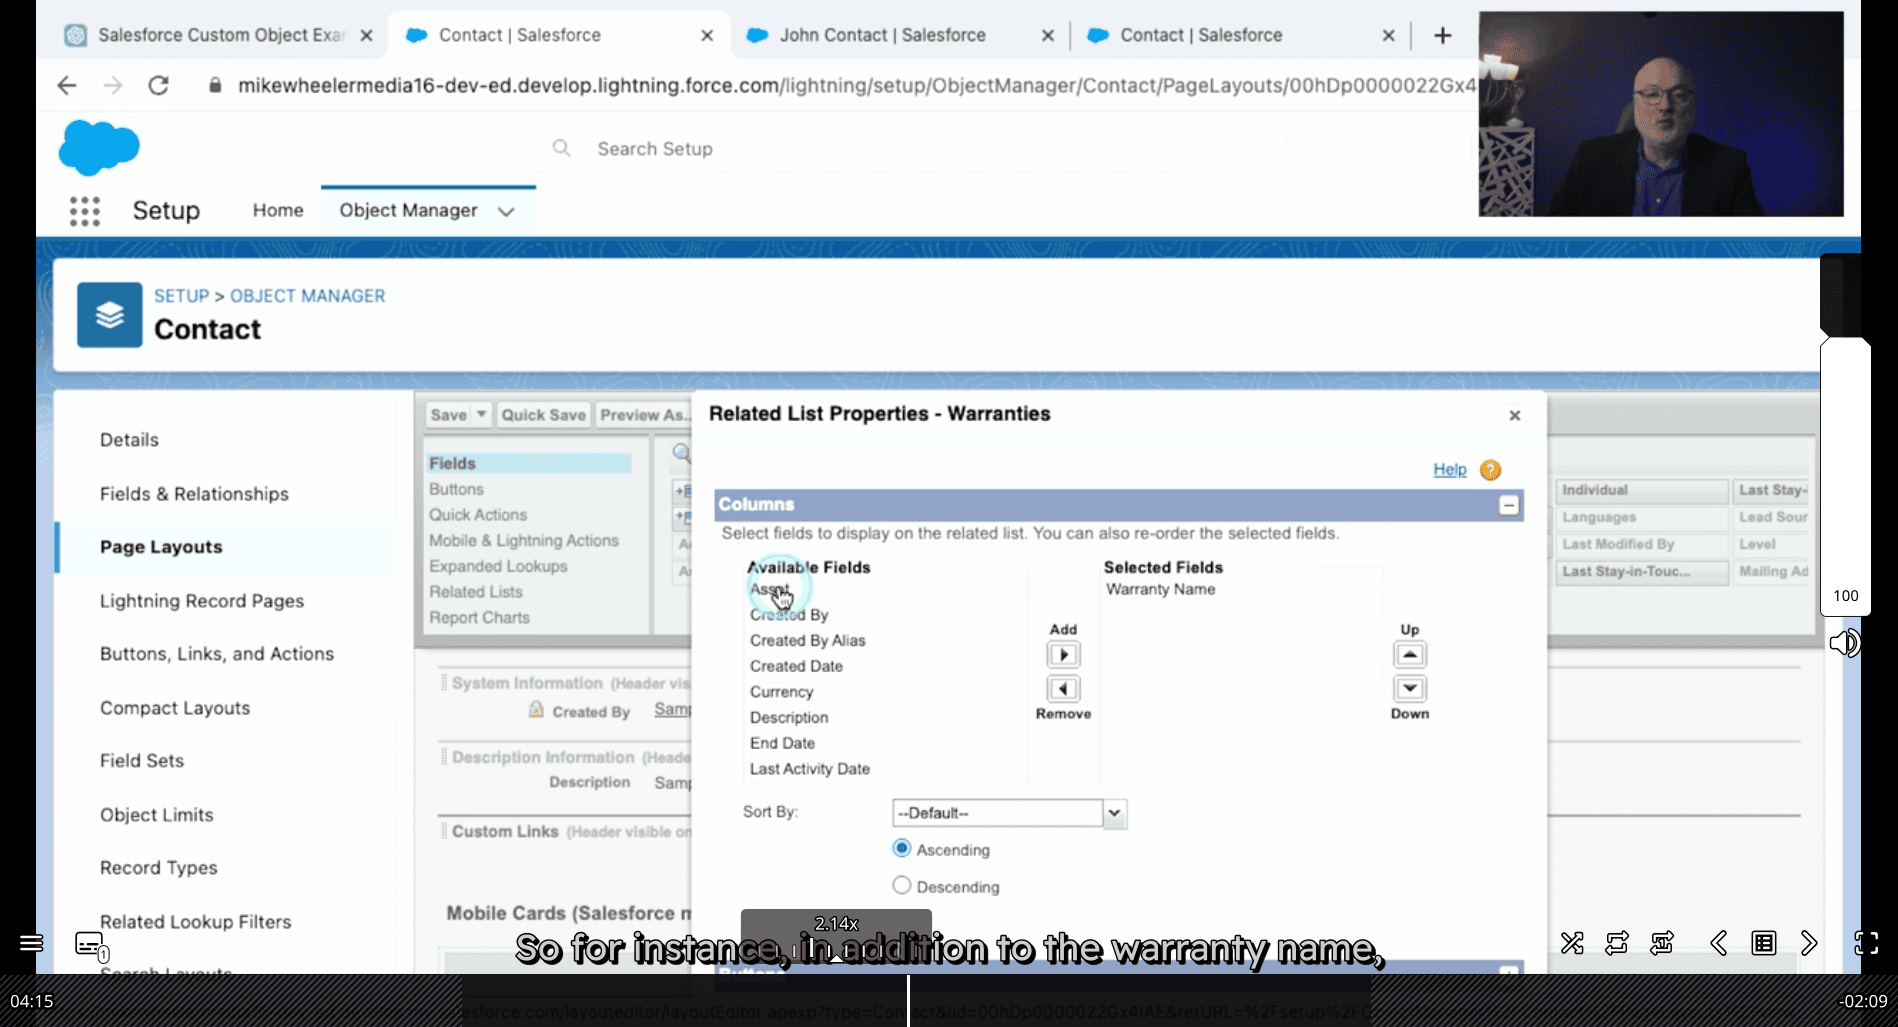 Salesforce Custom Object Exar
Contact | Salesforce
John Contact | Salesforce
Contact | Salesforce
mikewheelermedia16-dev-ed.develop.lightning.force.com/lightning/setup/ObjectManager/Contact/PageLayouts/00hDp0000022Gx4
Search Setup
Setup
Home
Object Manager
SETUP > OBJECT MANAGER
Contact
Details
Fields & Relationships
Page Layouts
Lightning Record Pages
Buttons, Links, and Actions
Compact Layouts
Field Sets
Object Limits
Record Types
Related Lookup Filters
Search Layouts
Save
Quick Save
Preview As...
Fields
Buttons
Quick Actions
Mobile & Lightning Actions
Expanded Lookups
Related Lists
Report Charts
System Information (Header vis
Created By Samp
Description Information (Heade
Description Samp
Custom Links (Header visible on
Mobile Cards (Salesforce m
Related List Properties - Warranties
Help ?
Columns
Select fields to display on the related list. You can also re-order the selected fields.
Available Fields
Asset
Created By
Created By Alias
Created Date
Currency
Description
End Date
Last Activity Date
Add
Remove
Selected Fields
Warranty Name
Up
Down
Sort By:
--Default--
Ascending
Descending
Buttons
Individual
Last Stay-
Languages
Lead Sour
Last Modified By
Level
Last Stay-in-Touc...
Mailing Ad
100
2.14x
So for instance, in addition to the warranty name,
1
04:15
-02:09